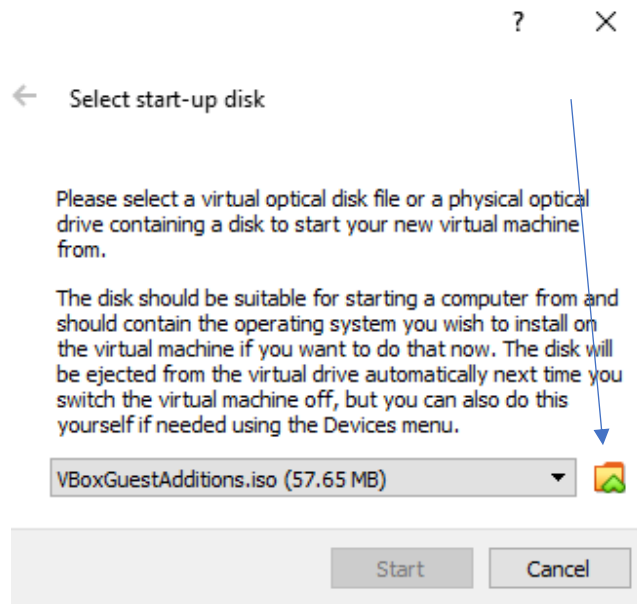 ?
Select start-up disk
Please select a virtual optical disk file or a physical optical
drive containing a disk to start your new virtual machine
from.
The disk should be suitable for starting a computer from and
should contain the operating system you wish to install on
the virtual machine if you want to do that now. The disk will
be ejected from the virtual drive automatically next time you
switch the virtual machine off, but you can also do this
yourself if needed using the Devices menu.
VBoxGuestAdditions.iso (57.65 MB)
Start Cancel